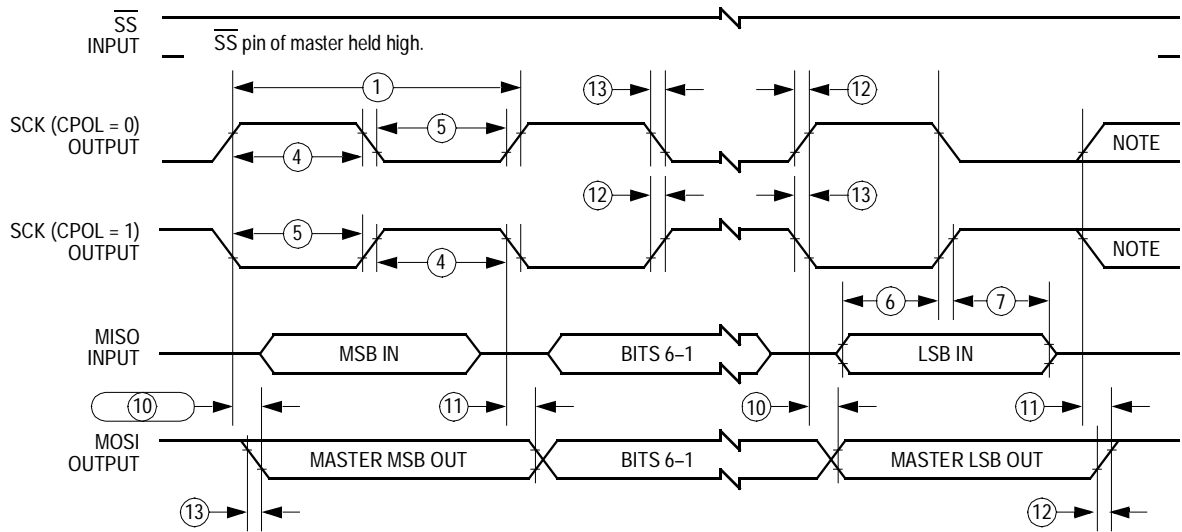 SS
INPUT
SS pin of master held high.
1
13
12
SCK (CPOL = 0)
OUTPUT
5
4
NOTE
12
13
SCK (CPOL = 1)
OUTPUT
5
4
NOTE
6
7
MISO
INPUT
MSB IN
BITS 6–1
LSB IN
10
11
10
11
MOSI
OUTPUT
MASTER MSB OUT
BITS 6–1
MASTER LSB OUT
13
12